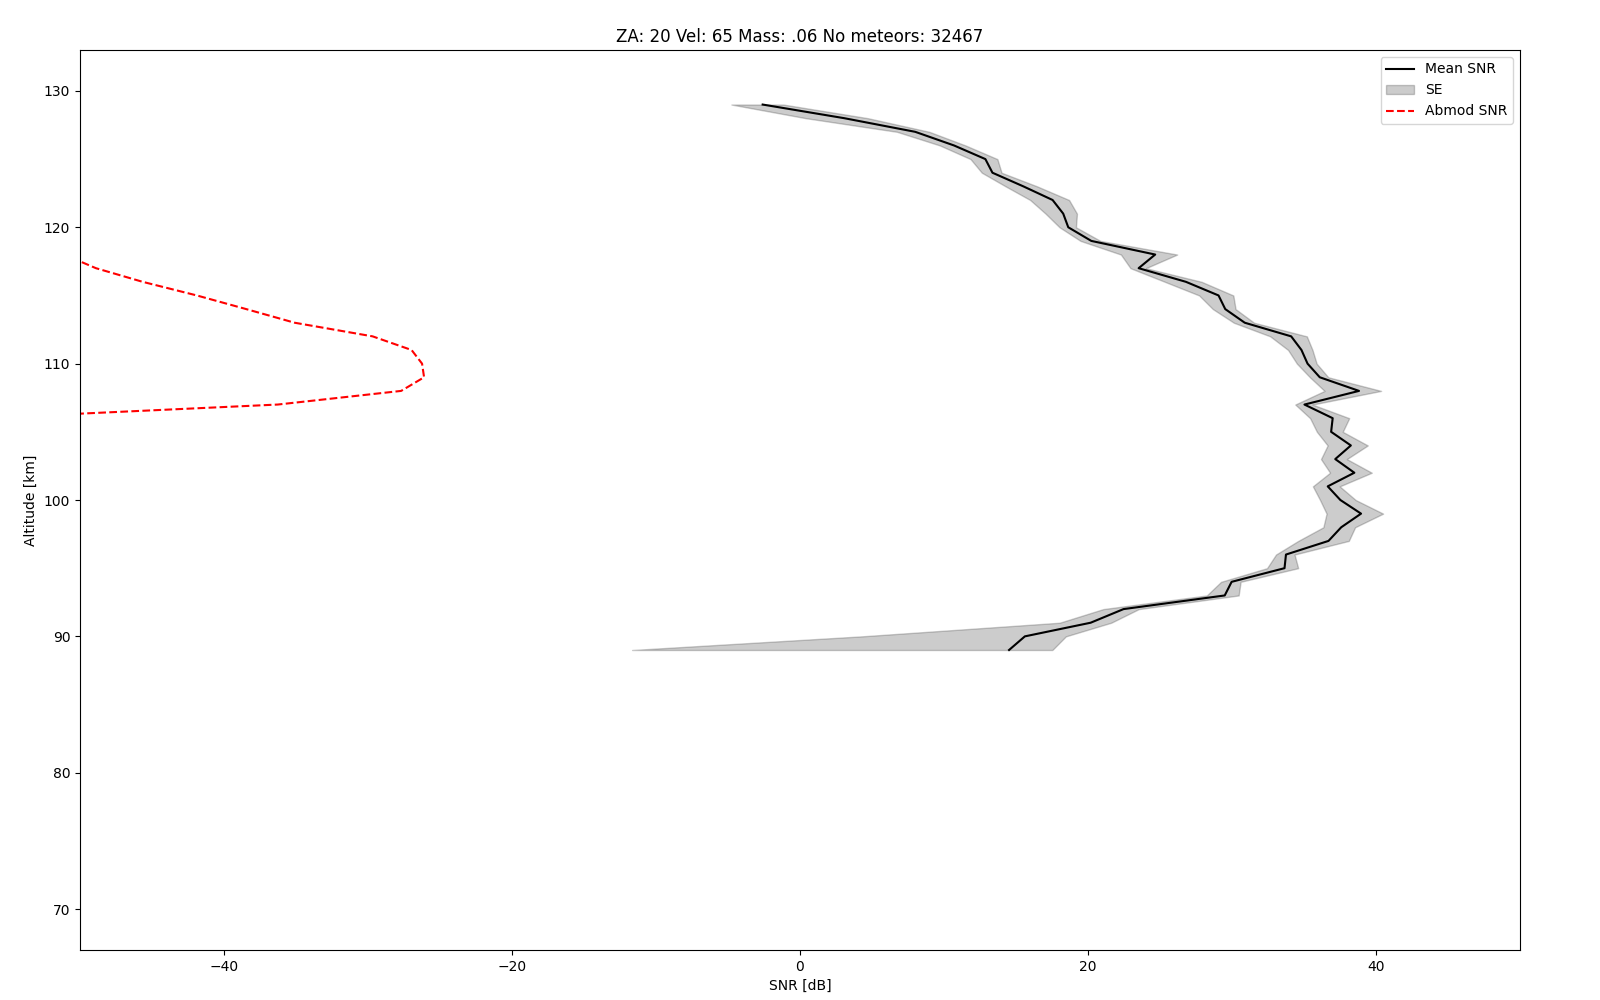 ZA: 20 Vel: 65 Mass: .06 No meteors: 32467
Mean SNR
SE
Abmod SNR
130
120
110
100
90
80
70
Altitude [km]
−40
−20
0
20
40
SNR [dB]